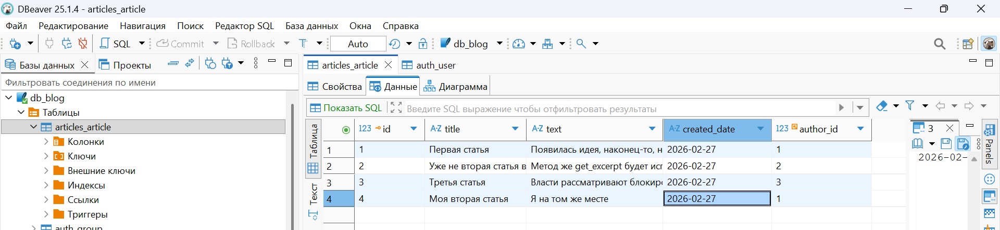 DBeaver 25.1.4 - articles_article
Файл Редактирование Навигация Поиск Редактор SQL База данных Окна Справка
SQL Commit Rollback Auto db_blog
Базы данных Проекты
Фильтровать соединения по имени
db_blog
Таблицы
articles_article
Колонки
Ключи
Внешние ключи
Индексы
Ссылки
Триггеры
auth_group
articles_article auth_user
Свойства Данные Диаграмма
Показать SQL Введите SQL выражение чтобы отфильтровать результаты
Таблица
Текст
123 id A-Z title A-Z text A-Z created_date 123 author_id
1 1 Первая статья Появилась идея, наконец-то, н 2026-02-27 1
2 2 Уже не вторая статья в Метод же get_excerpt будет исп 2026-02-27 2
3 3 Третья статья Власти рассматривают блокир 2026-02-27 3
4 4 Моя вторая статья Я на том же месте 2026-02-27 1
3
2026-02-
Panels